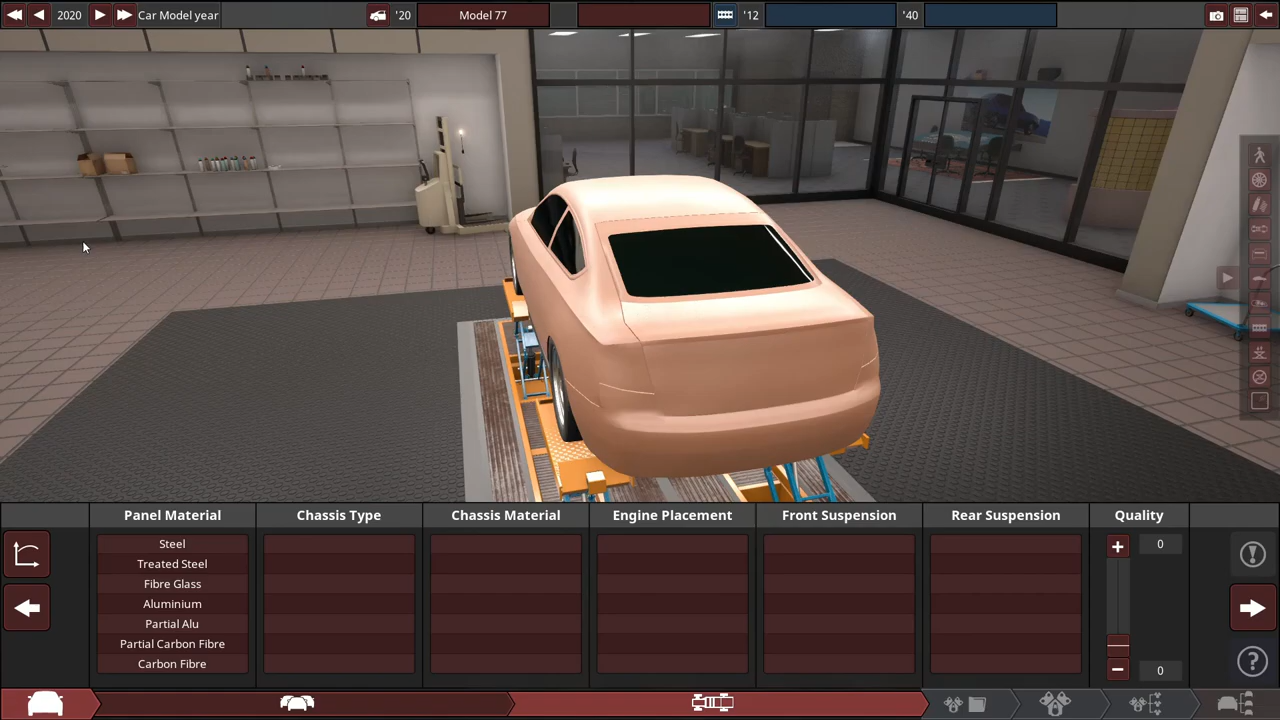 2020 Car Model year '20 Model 77 '12 '40
Panel Material Chassis Type Chassis Material Engine Placement Front Suspension Rear Suspension Quality
Steel
0
Treated Steel
Fibre Glass
Aluminium
Partial Alu
Partial Carbon Fibre
Carbon Fibre
0